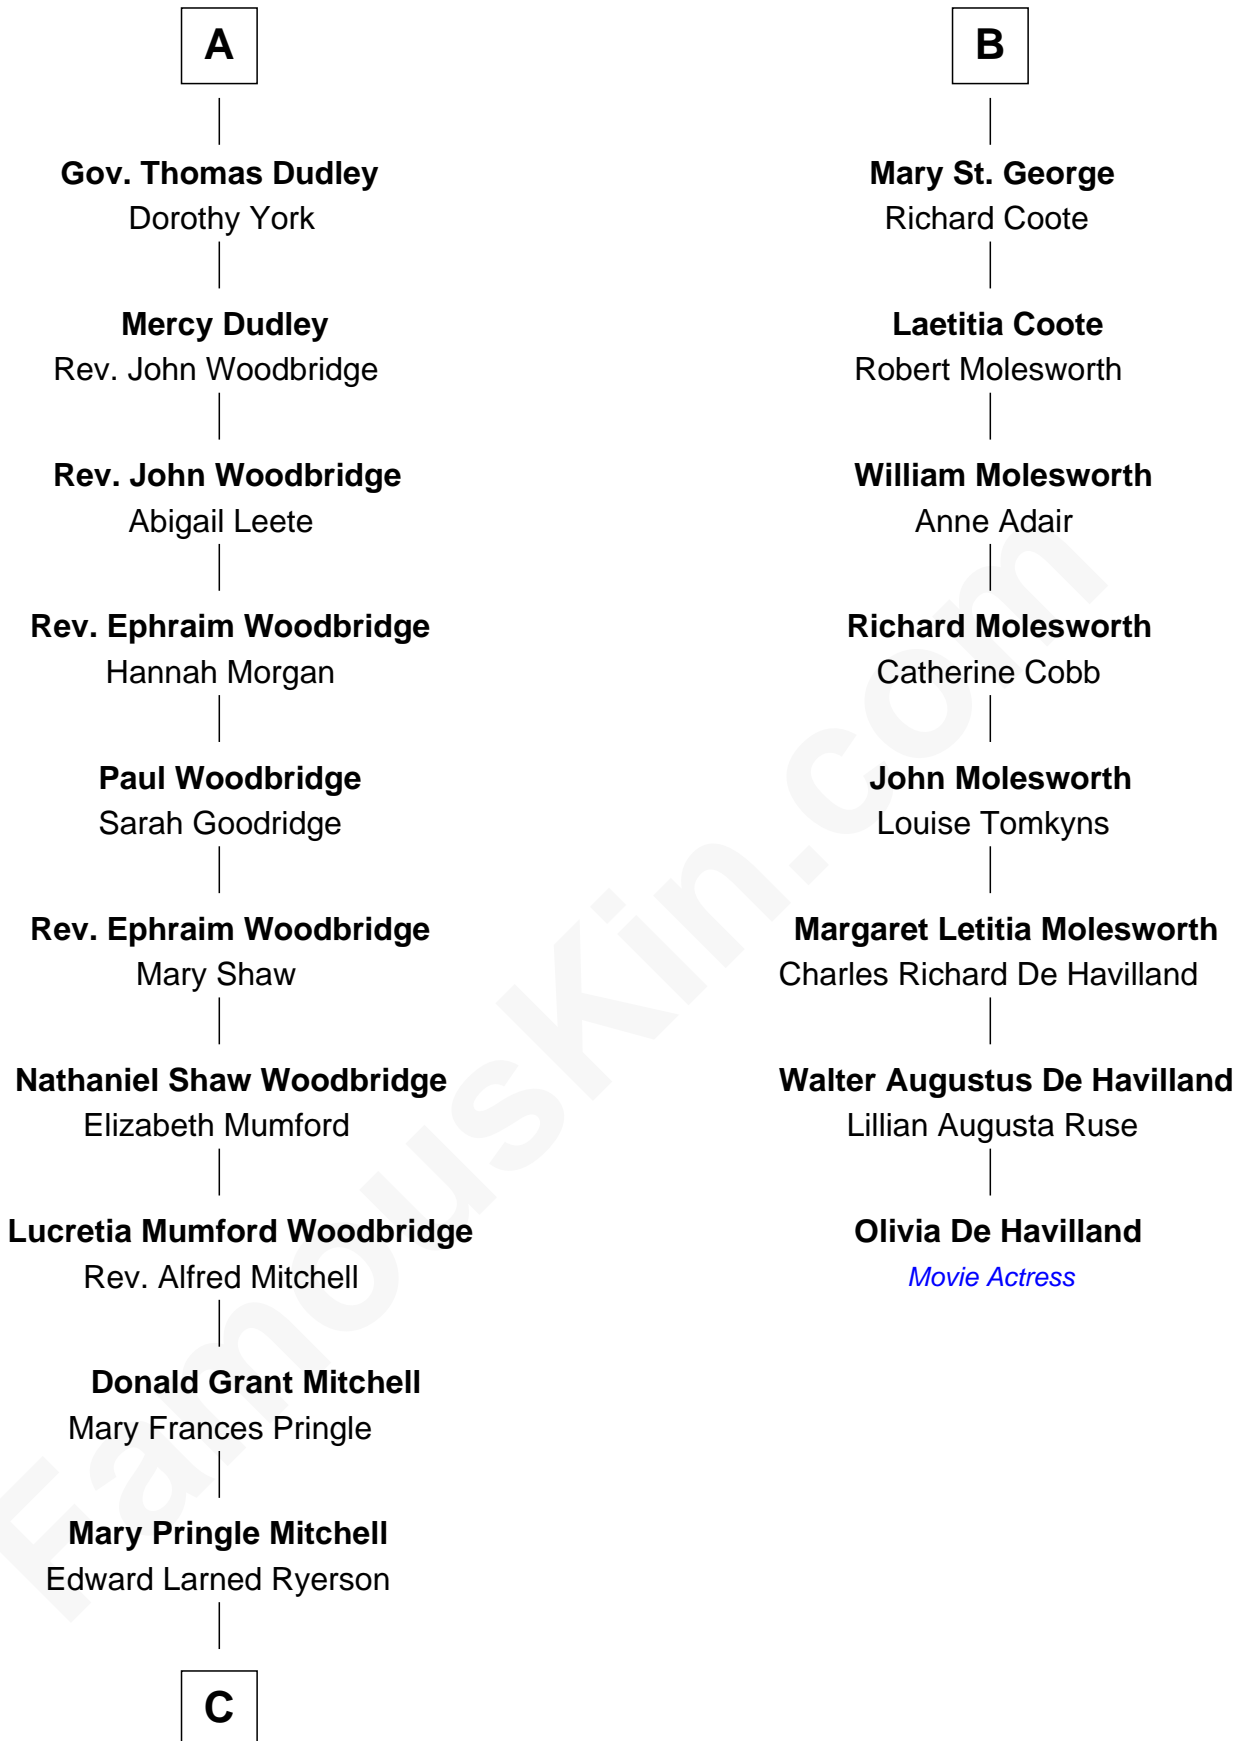 A
Gov. Thomas Dudley
Dorothy York
Mercy Dudley
Rev. John Woodbridge
Rev. John Woodbridge
Abigail Leete
Rev. Ephraim Woodbridge
Hannah Morgan
Paul Woodbridge
Sarah Goodridge
Rev. Ephraim Woodbridge
Mary Shaw
Nathaniel Shaw Woodbridge
Elizabeth Mumford
Lucretia Mumford Woodbridge
Rev. Alfred Mitchell
Donald Grant Mitchell
Mary Frances Pringle
Mary Pringle Mitchell
Edward Larned Ryerson
C
B
Mary St. George
Richard Coote
Laetitia Coote
Robert Molesworth
William Molesworth
Anne Adair
Richard Molesworth
Catherine Cobb
John Molesworth
Louise Tomkyns
Margaret Letitia Molesworth
Charles Richard De Havilland
Walter Augustus De Havilland
Lillian Augusta Ruse
Olivia De Havilland
Movie Actress
FamousKin.com